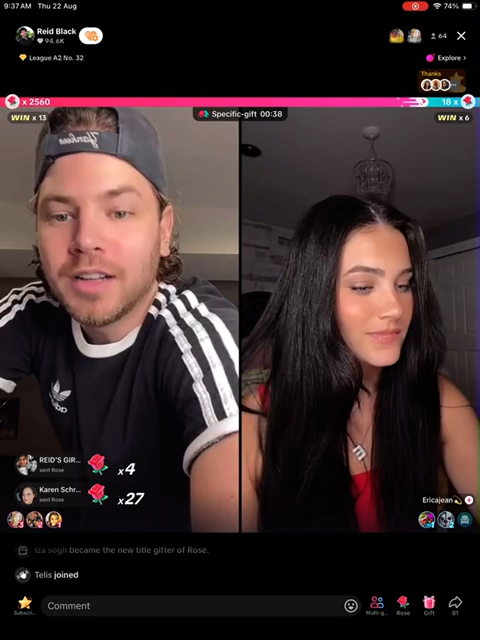 9:37 AM Thu 22 Aug
74%
Reid Black
94.6K
64
League A2 No. 32
Explore >
Thanks
x 2560
18 x
WIN x 13
Specific-gift 00:38
WIN x 6
Yankees
adidas
REID'S GIR...
sent Rose
x4
Karen Schr...
sent Rose
x27
Ericajean
Iza sogh became the new title gifter of Rose.
Telis joined
Comment
Subscri...
Multi-g...
Rose
Gift
81